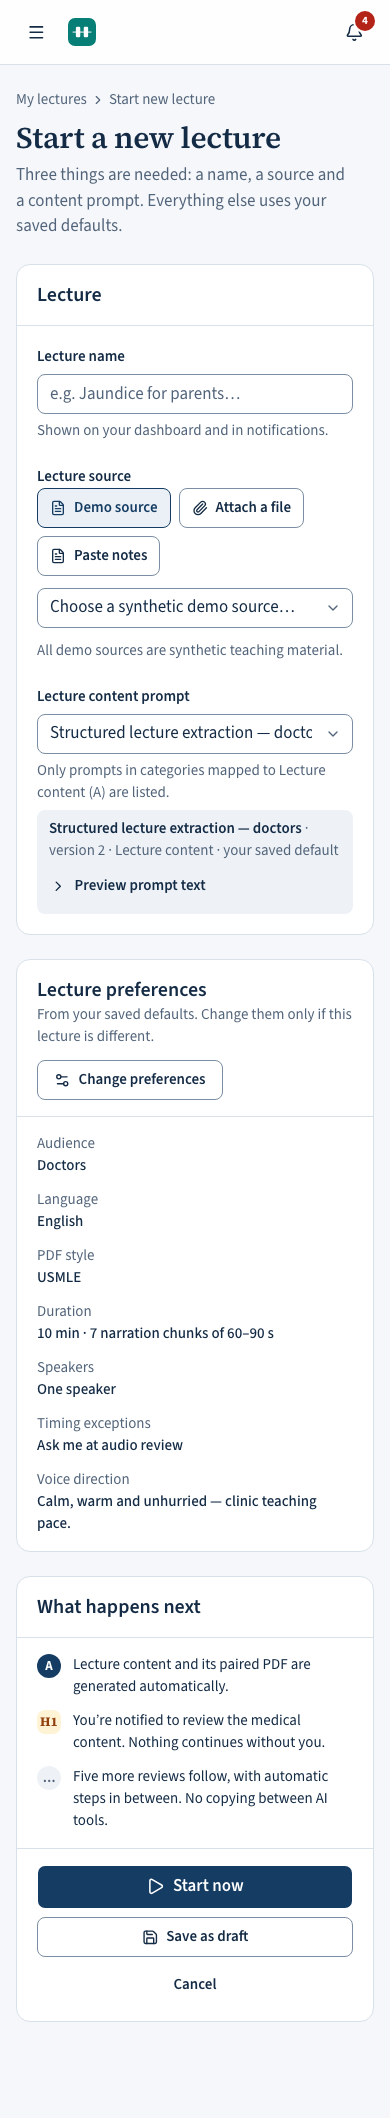 4
My lectures > Start new lecture
Start a new lecture
Three things are needed: a name, a source and
a content prompt. Everything else uses your
saved defaults.
Lecture
Lecture name
e.g. Jaundice for parents…
Shown on your dashboard and in notifications.
Lecture source
Demo source
Attach a file
Paste notes
Choose a synthetic demo source…
All demo sources are synthetic teaching material.
Lecture content prompt
Structured lecture extraction — docto
Only prompts in categories mapped to Lecture
content (A) are listed.
Structured lecture extraction — doctors ·
version 2 · Lecture content · your saved default
Preview prompt text
Lecture preferences
From your saved defaults. Change them only if this
lecture is different.
Change preferences
Audience
Doctors
Language
English
PDF style
USMLE
Duration
10 min · 7 narration chunks of 60–90 s
Speakers
One speaker
Timing exceptions
Ask me at audio review
Voice direction
Calm, warm and unhurried — clinic teaching
pace.
What happens next
A Lecture content and its paired PDF are
generated automatically.
H1 You’re notified to review the medical
content. Nothing continues without you.
… Five more reviews follow, with automatic
steps in between. No copying between AI
tools.
Start now
Save as draft
Cancel